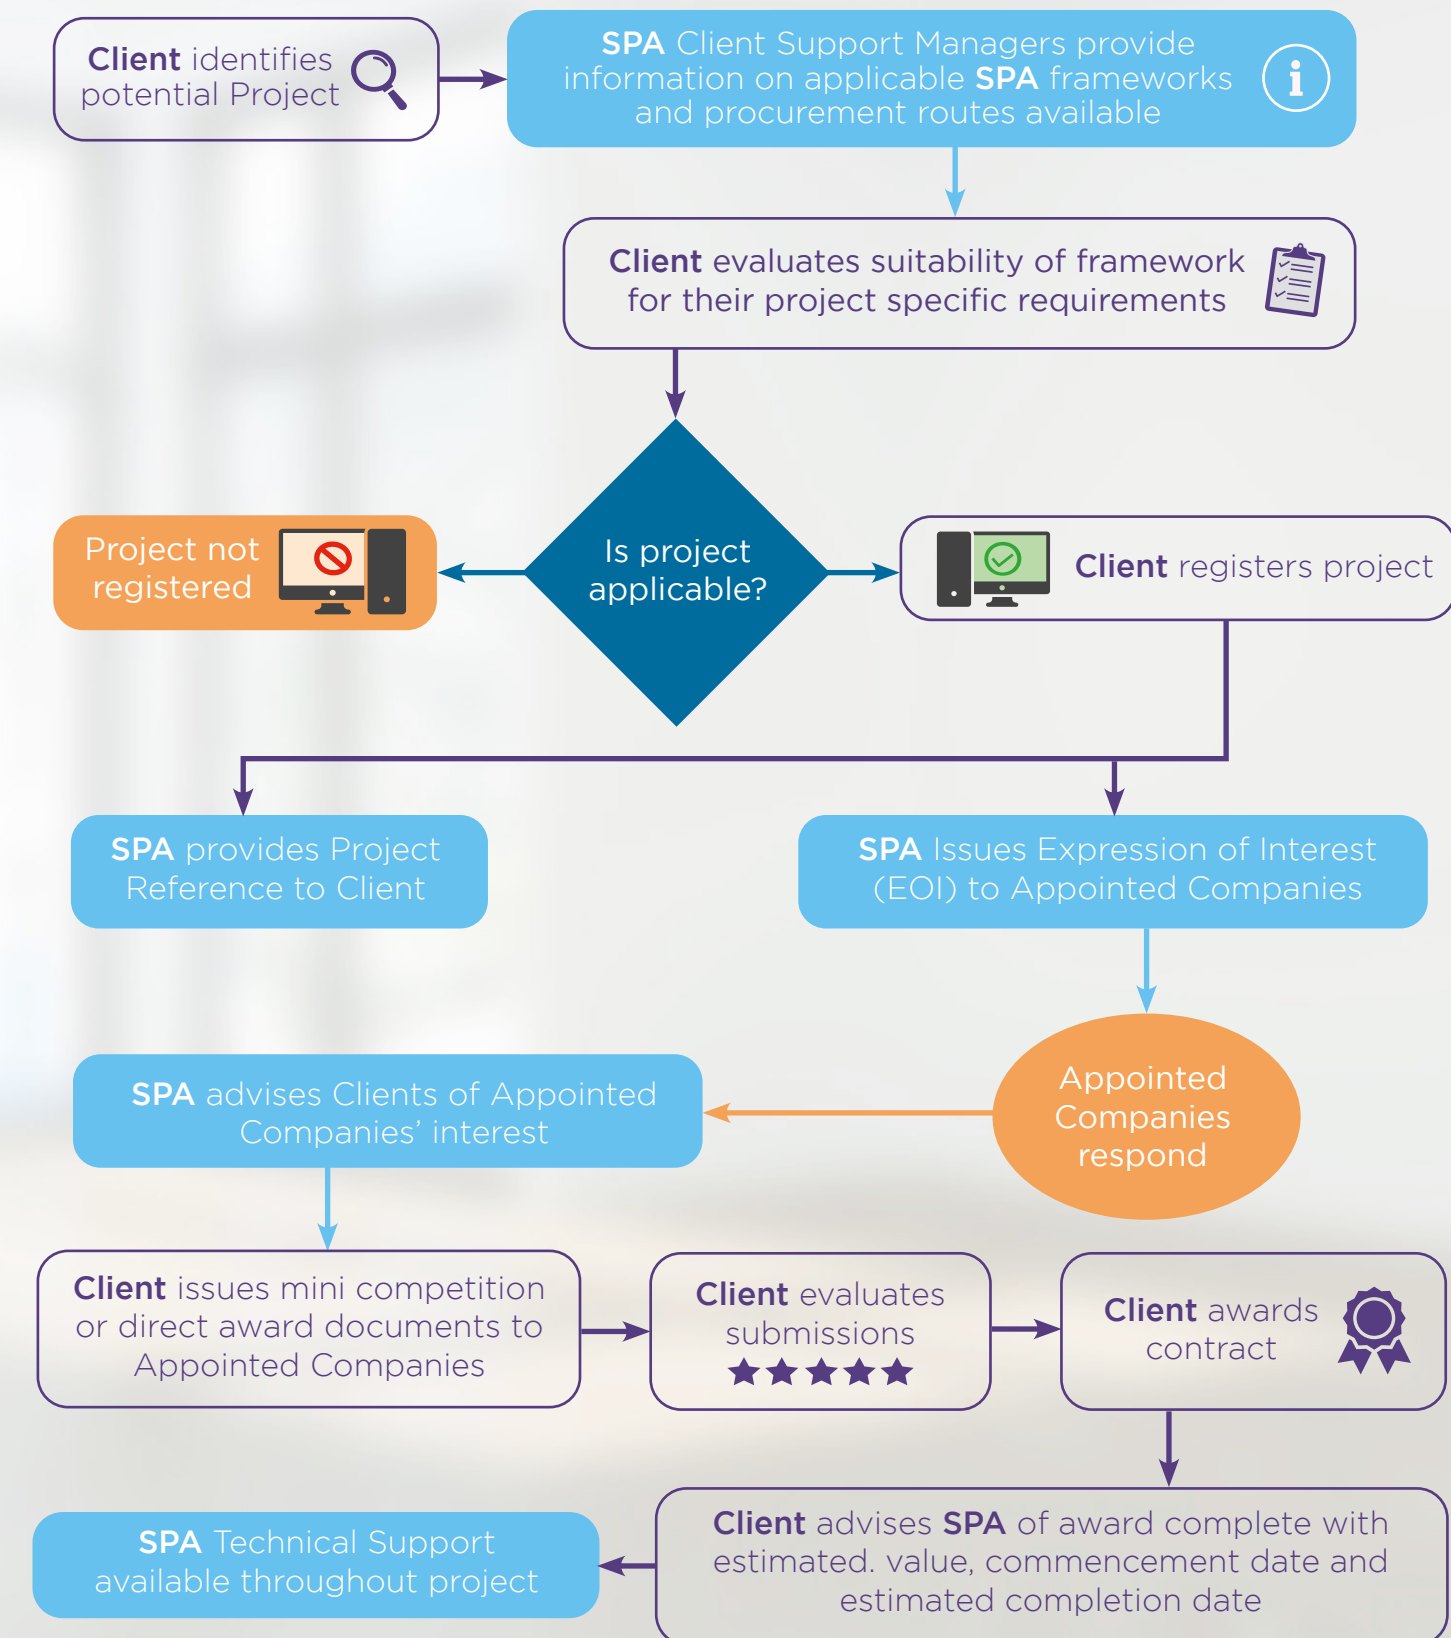 Client identifies
potential Project
SPA Client Support Managers provide
information on applicable SPA frameworks
and procurement routes available
i
Client evaluates suitability of framework
for their project specific requirements
Is project
applicable?
Project not
registered
Client registers project
SPA provides Project
Reference to Client
SPA Issues Expression of Interest
(EOI) to Appointed Companies
Appointed
Companies
respond
SPA advises Clients of Appointed
Companies’ interest
Client issues mini competition
or direct award documents to
Appointed Companies
Client evaluates
submissions
Client awards
contract
Client advises SPA of award complete with
estimated. value, commencement date and
estimated completion date
SPA Technical Support
available throughout project